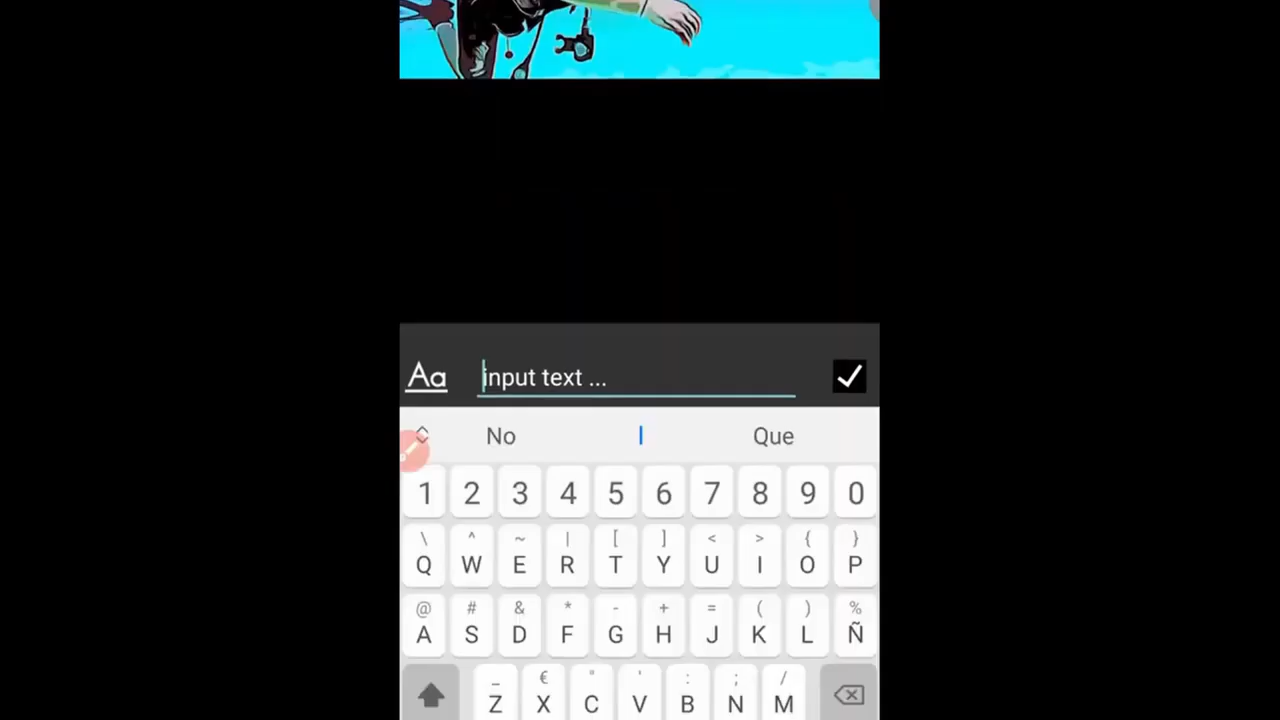 Aa input text ...
No I Que
1 2 3 4 5 6 7 8 9 0
\ ^ ~ | [ ] < > { }
Q W E R T Y U I O P
@ # & * - + = ( ) %
A S D F G H J K L Ñ
_ € " ' : ; /
Z X C V B N M